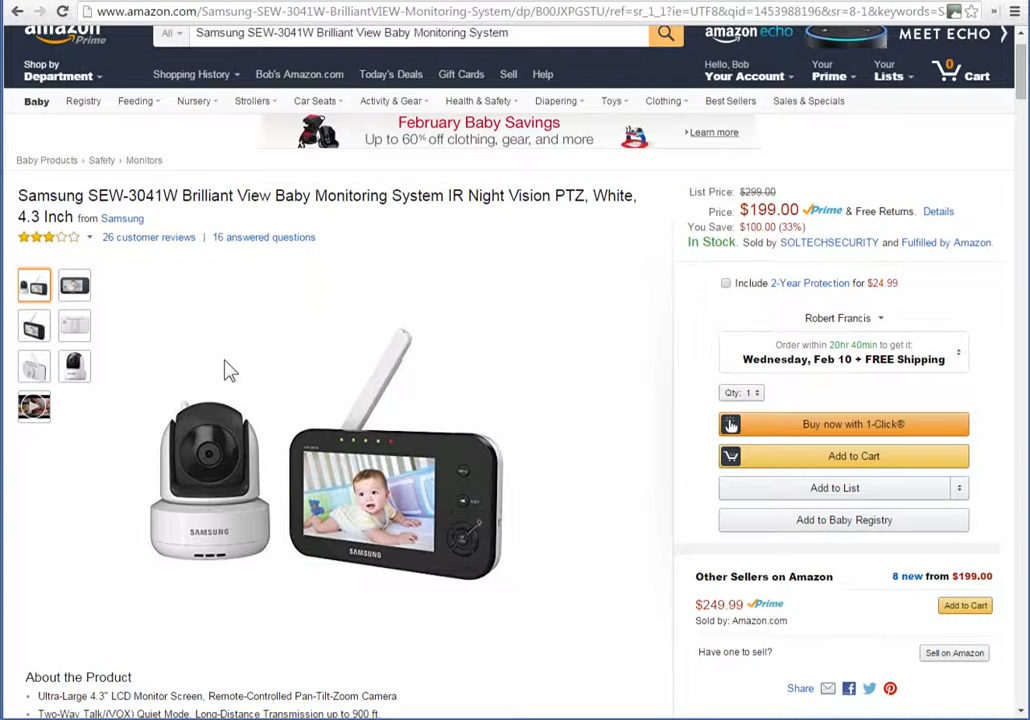 www.amazon.com/Samsung-SEW-3041W-BrilliantVIEW-Monitoring-System/dp/B00JXPGSTU/ref=sr_1_1?ie=UTF8&qid=1453988196&sr=8-1&keywords=S
amazon
Prime
All
Samsung SEW-3041W Brilliant View Baby Monitoring System
amazon echo
MEET ECHO
Shop by
Department
Shopping History
Bob's Amazon.com
Today's Deals
Gift Cards
Sell
Help
Hello, Bob
Your Account
Your
Prime
Your
Lists
0
Cart
Baby
Registry
Feeding
Nursery
Strollers
Car Seats
Activity & Gear
Health & Safety
Diapering
Toys
Clothing
Best Sellers
Sales & Specials
February Baby Savings
Up to 60% off clothing, gear, and more
Learn more
Baby Products › Safety › Monitors
Samsung SEW-3041W Brilliant View Baby Monitoring System IR Night Vision PTZ, White,
4.3 Inch from Samsung
26 customer reviews | 16 answered questions
List Price: $299.00
Price: $199.00 Prime & Free Returns. Details
You Save: $100.00 (33%)
In Stock. Sold by SOLTECHSECURITY and Fulfilled by Amazon.
Include 2-Year Protection for $24.99
Robert Francis
Order within 20hr 40min to get it:
Wednesday, Feb 10 + FREE Shipping
Qty: 1
Buy now with 1-Click®
Add to Cart
Add to List
Add to Baby Registry
SAMSUNG
SAMSUNG
Other Sellers on Amazon
8 new from $199.00
$249.99 Prime
Add to Cart
Sold by: Amazon.com
Have one to sell?
Sell on Amazon
Share
About the Product
Ultra-Large 4.3" LCD Monitor Screen, Remote-Controlled Pan-Tilt-Zoom Camera
Two-Way Talk/(VOX) Quiet Mode, Long-Distance Transmission up to 900 ft.